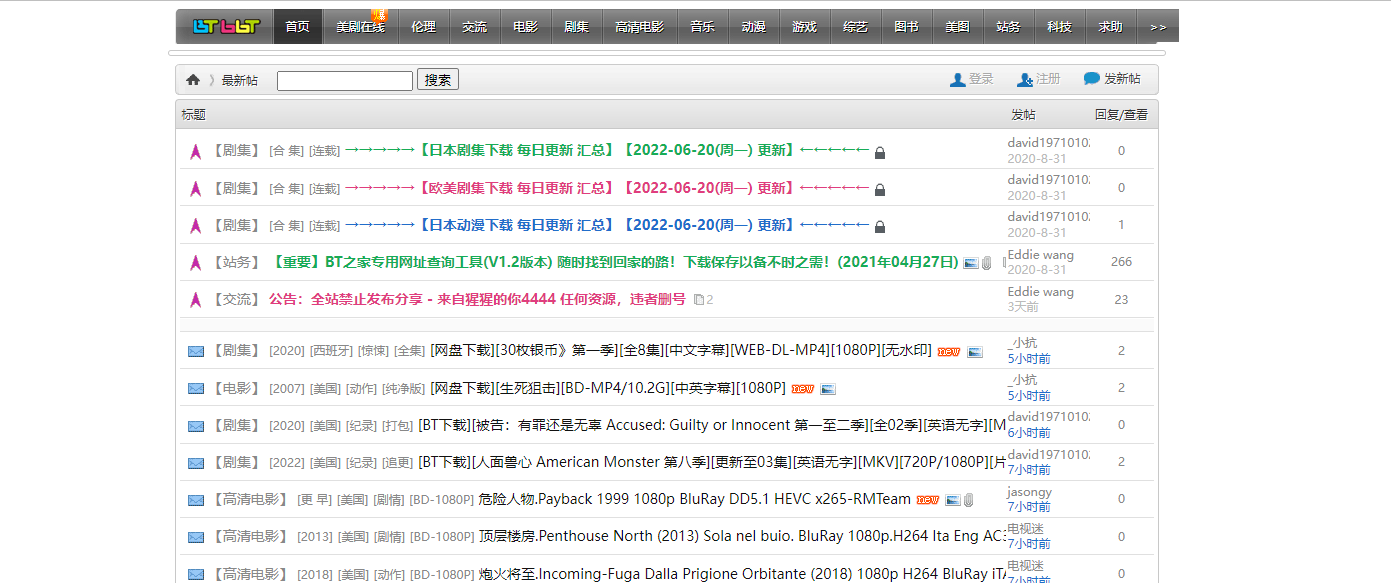 BT BBT 首页 美剧在线 爆 伦理 交流 电影 剧集 高清电影 音乐 动漫 游戏 综艺 图书 美图 站务 科技 求助 >>
最新帖 搜索 登录 注册 发新帖
标题 发帖 回复/查看
【剧集】 [合 集] [连载] →→→→→【日本剧集下载 每日更新 汇总】【2022-06-20(周一) 更新】←←←←← david1971010 0
2020-8-31
【剧集】 [合 集] [连载] →→→→→【欧美剧集下载 每日更新 汇总】【2022-06-20(周一) 更新】←←←←← david1971010 0
2020-8-31
【剧集】 [合 集] [连载] →→→→→【日本动漫下载 每日更新 汇总】【2022-06-20(周一) 更新】←←←←← david1971010 1
2020-8-31
【站务】 【重要】BT之家专用网址查询工具(V1.2版本) 随时找到回家的路！下载保存以备不时之需！(2021年04月27日) Eddie wang 266
2020-8-31
【交流】 公告：全站禁止发布分享 - 来自猩猩的你4444 任何资源，违者删号 2 Eddie wang 23
3天前
【剧集】 [2020] [西班牙] [惊悚] [全集] [网盘下载][30枚银币》第一季][全8集][中文字幕][WEB-DL-MP4][1080P][无水印] new _小抗 2
5小时前
【电影】 [2007] [美国] [动作] [纯净版] [网盘下载][生死狙击][BD-MP4/10.2G][中英字幕][1080P] new _小抗 2
5小时前
【剧集】 [2020] [美国] [纪录] [打包] [BT下载][被告：有罪还是无辜 Accused: Guilty or Innocent 第一至二季][全02季][英语无字][M david1971010 0
6小时前
【剧集】 [2022] [美国] [纪录] [追更] [BT下载][人面兽心 American Monster 第八季][更新至03集][英语无字][MKV][720P/1080P][片 david1971010 2
7小时前
【高清电影】 [更 早] [美国] [剧情] [BD-1080P] 危险人物.Payback 1999 1080p BluRay DD5.1 HEVC x265-RMTeam new jasongy 0
7小时前
【高清电影】 [2013] [美国] [剧情] [BD-1080P] 顶层楼房.Penthouse North (2013) Sola nel buio. BluRay 1080p.H264 Ita Eng AC3 电视迷 0
7小时前
【高清电影】 [2018] [美国] [动作] [BD-1080P] 炮火将至.Incoming-Fuga Dalla Prigione Orbitante (2018) 1080p H264 BluRay iTA 电视迷 0
7小时前